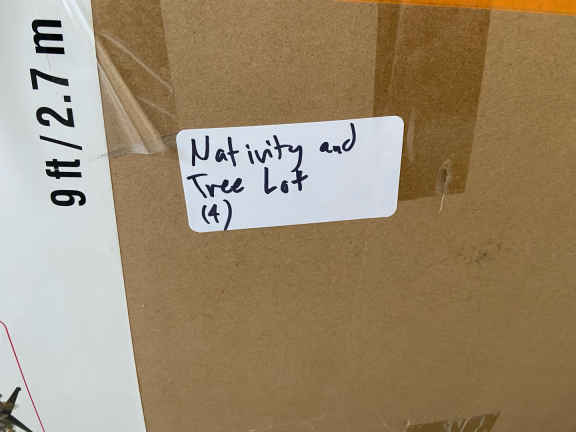 9 ft / 2.7 m
Nativity and
Tree Lot
(4)